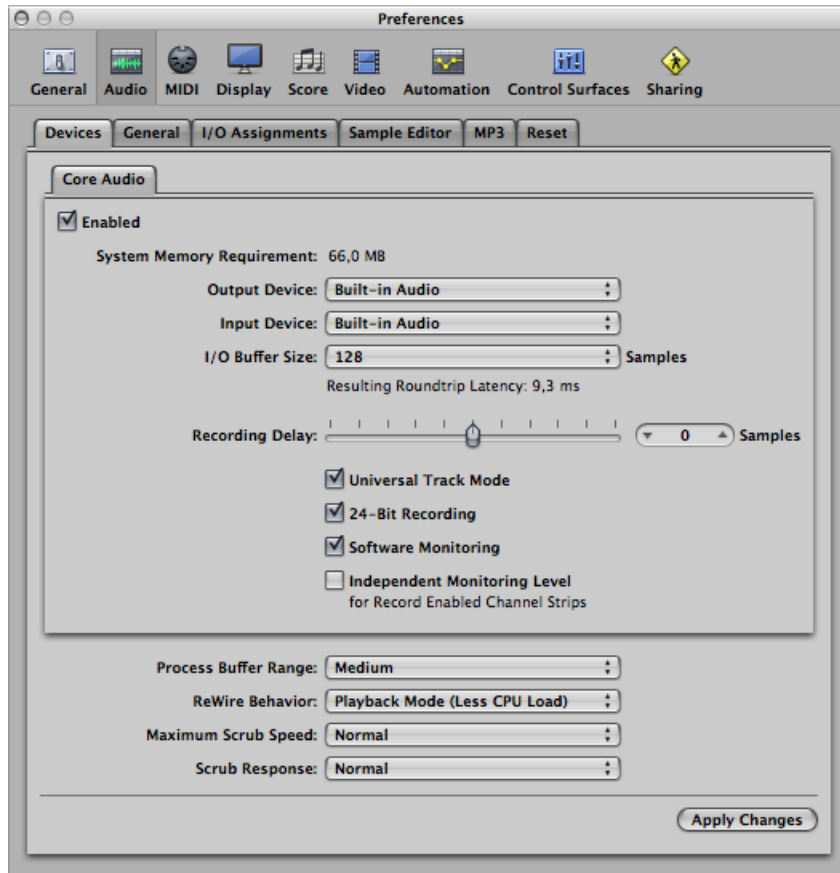 Preferences
General Audio MIDI Display Score Video Automation Control Surfaces Sharing
Devices General I/O Assignments Sample Editor MP3 Reset
Core Audio
Enabled
System Memory Requirement: 66,0 MB
Output Device: Built-in Audio
Input Device: Built-in Audio
I/O Buffer Size: 128 Samples
Resulting Roundtrip Latency: 9,3 ms
Recording Delay: 0 Samples
Universal Track Mode
24-Bit Recording
Software Monitoring
Independent Monitoring Level
for Record Enabled Channel Strips
Process Buffer Range: Medium
ReWire Behavior: Playback Mode (Less CPU Load)
Maximum Scrub Speed: Normal
Scrub Response: Normal
Apply Changes